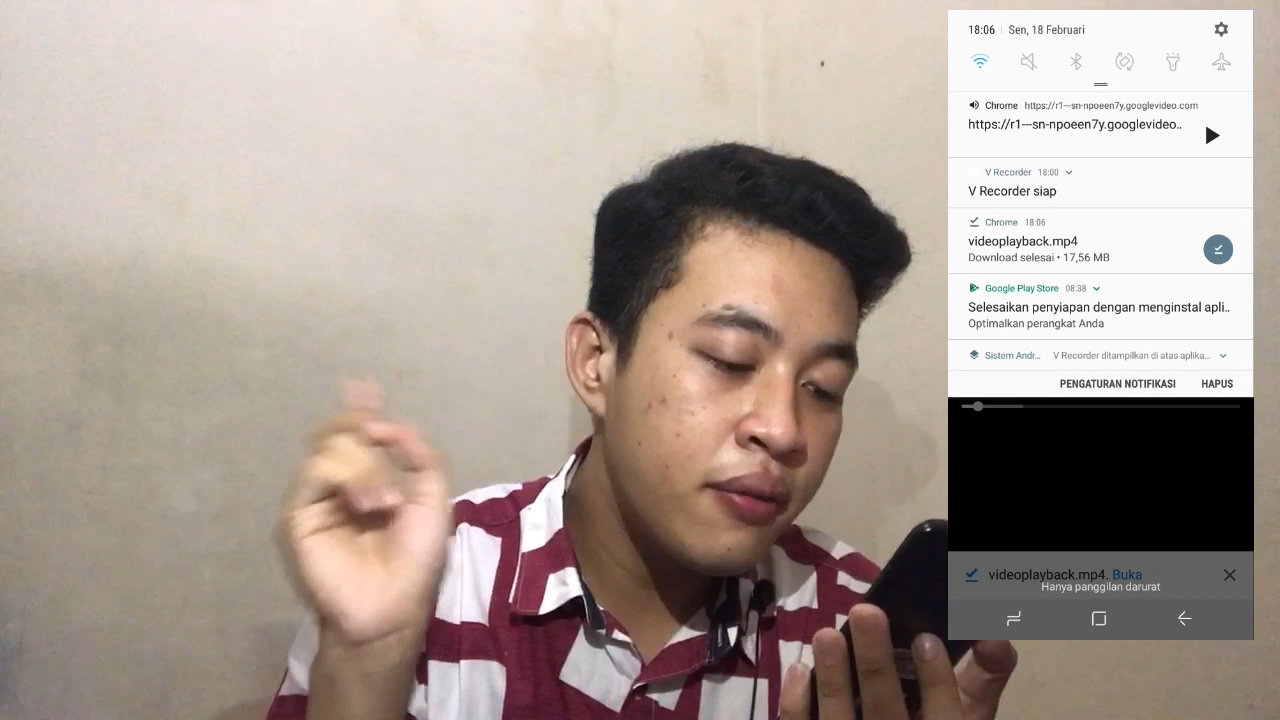 18:06 Sen, 18 Februari
Chrome https://r1---sn-npoeen7y.googlevideo.com
https://r1---sn-npoeen7y.googlevideo..
V Recorder 18:00
V Recorder siap
Chrome 18:06
videoplayback.mp4
Download selesai • 17,56 MB
Google Play Store 08:38
Selesaikan penyiapan dengan menginstal apli..
Optimalkan perangkat Anda
Sistem Andr... V Recorder ditampilkan di atas aplika...
PENGATURAN NOTIFIKASI HAPUS
videoplayback.mp4. Buka
Hanya panggilan darurat